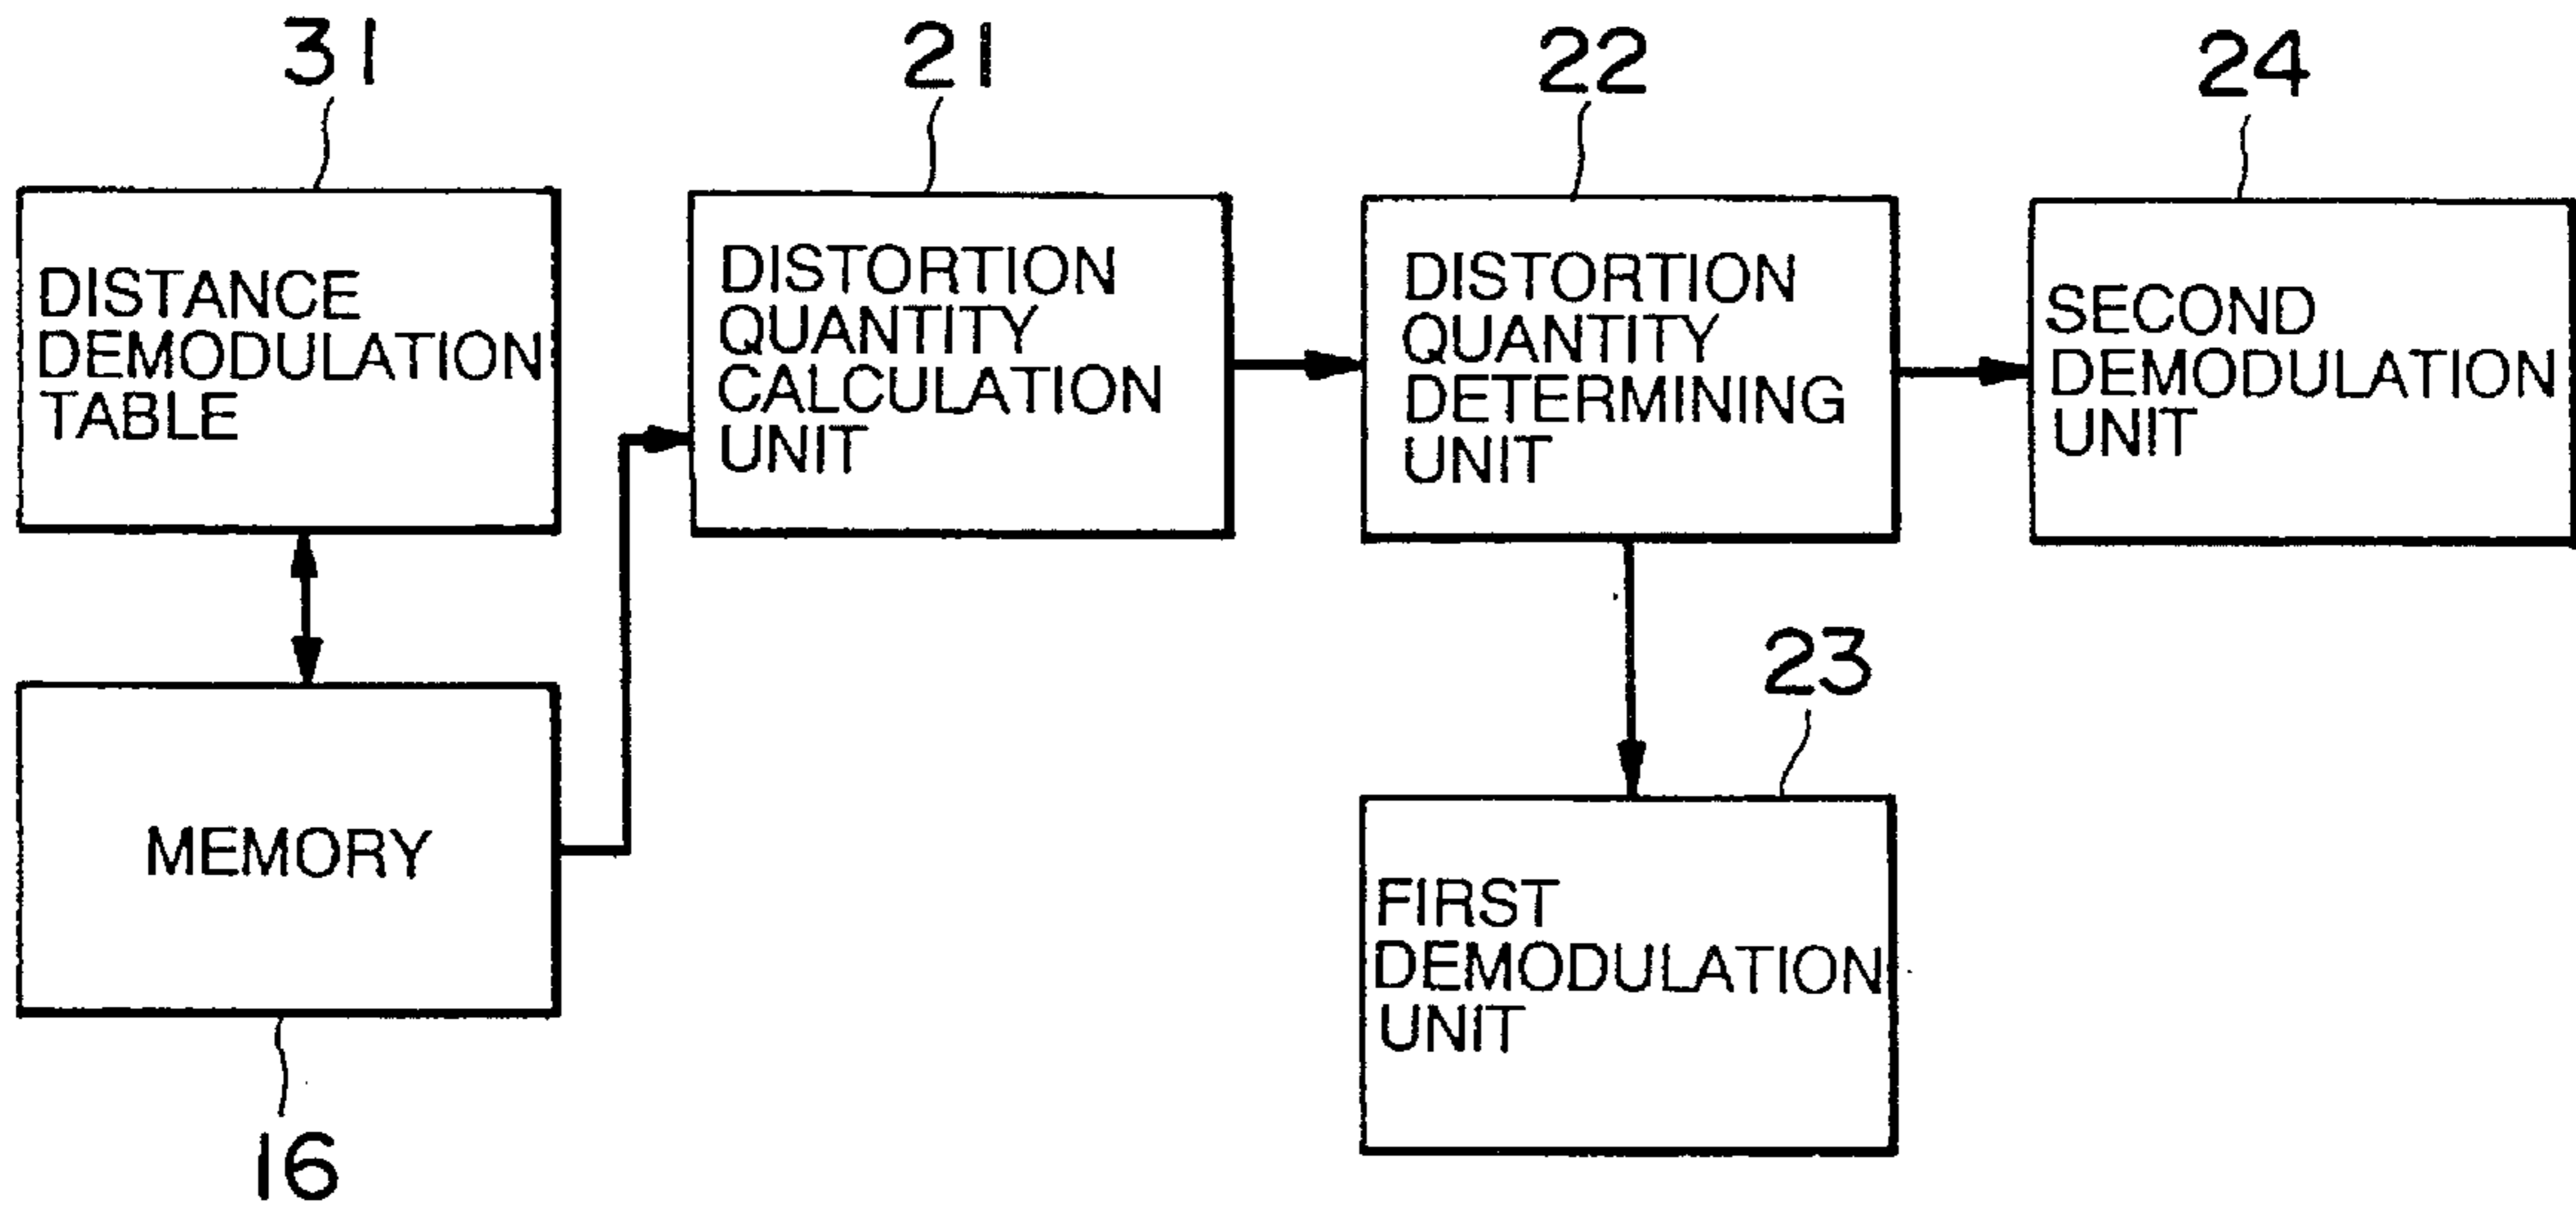 31
DISTANCE
DEMODULATION
TABLE
21
DISTORTION
QUANTITY
CALCULATION
UNIT
22
DISTORTION
QUANTITY
DETERMINING
UNIT
24
SECOND
DEMODULATION
UNIT
MEMORY
16
23
FIRST
DEMODULATION
UNIT